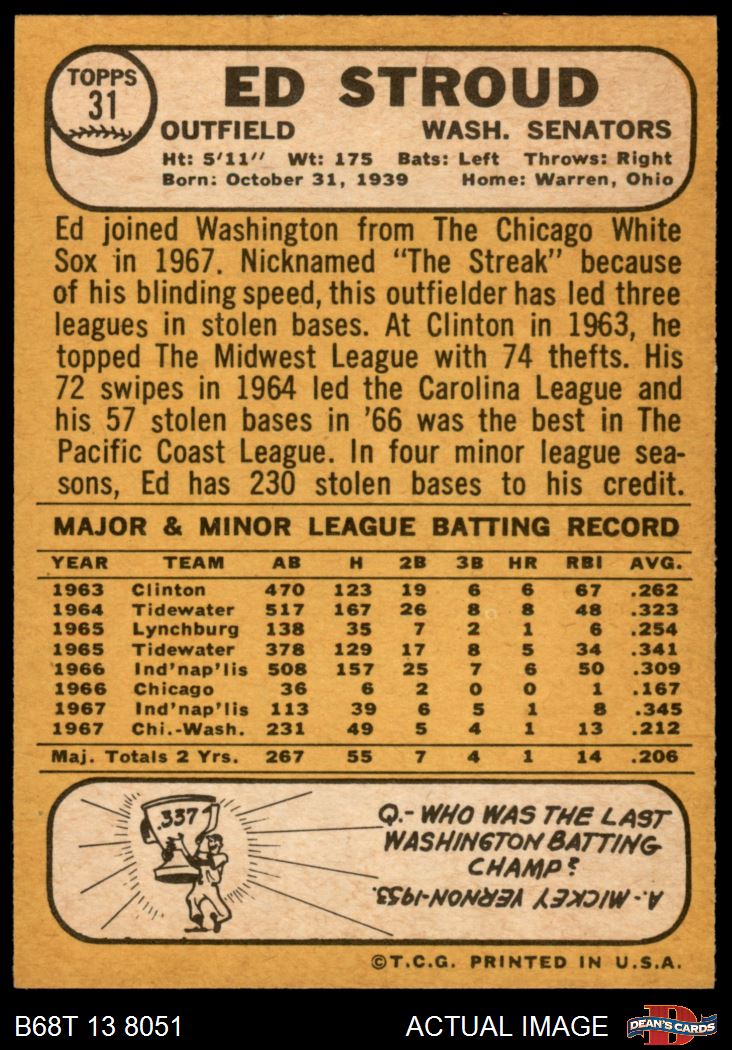 TOPPS
31
ED STROUD
OUTFIELD WASH. SENATORS
Ht: 5'11" Wt: 175 Bats: Left Throws: Right
Born: October 31, 1939 Home: Warren, Ohio
Ed joined Washington from The Chicago White
Sox in 1967. Nicknamed "The Streak" because
of his blinding speed, this outfielder has led three
leagues in stolen bases. At Clinton in 1963, he
topped The Midwest League with 74 thefts. His
72 swipes in 1964 led the Carolina League and
his 57 stolen bases in '66 was the best in The
Pacific Coast League. In four minor league sea-
sons, Ed has 230 stolen bases to his credit.
MAJOR & MINOR LEAGUE BATTING RECORD
YEAR TEAM AB H 2B 3B HR RBI AVG.
1963 Clinton 470 123 19 6 6 67 .262
1964 Tidewater 517 167 26 8 8 48 .323
1965 Lynchburg 138 35 7 2 1 6 .254
1965 Tidewater 378 129 17 8 5 34 .341
1966 Ind'nap'lis 508 157 25 7 6 50 .309
1966 Chicago 36 6 2 0 0 1 .167
1967 Ind'nap'lis 113 39 6 5 1 8 .345
1967 Chi.-Wash. 231 49 5 4 1 13 .212
Maj. Totals 2 Yrs. 267 55 7 4 1 14 .206
.337
Q.- WHO WAS THE LAST
WASHINGTON BATTING
CHAMP?
A.- MICKEY VERNON-1953.
©T.C.G. PRINTED IN U.S.A.
B68T 13 8051 ACTUAL IMAGE
D
DEAN'S CARDS